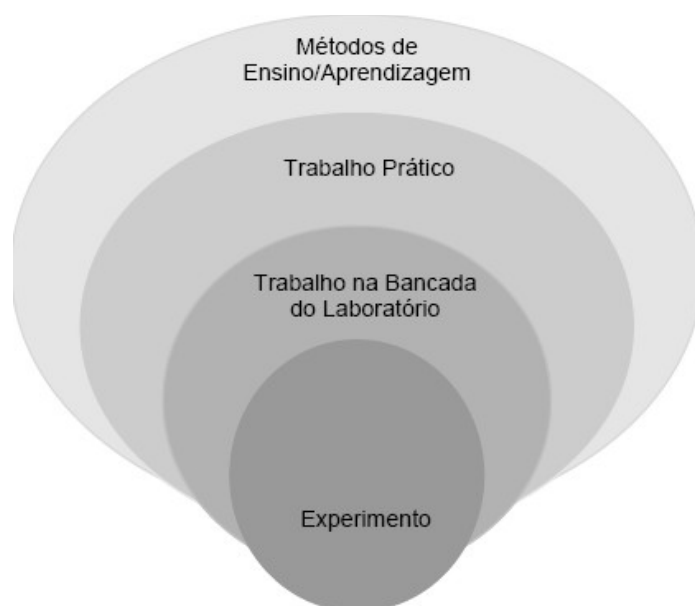 Métodos de
Ensino/Aprendizagem
Trabalho Prático
Trabalho na Bancada
do Laboratório
Experimento